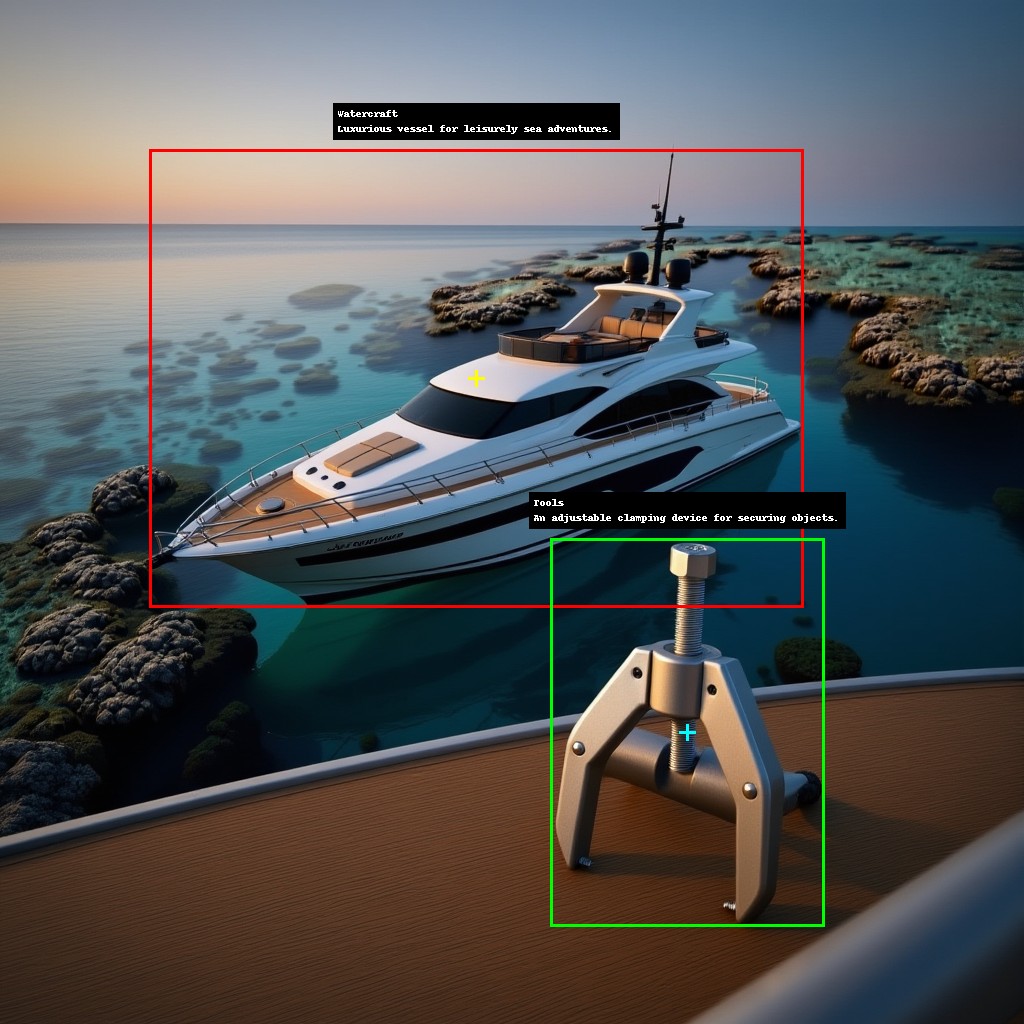 Watercraft
Luxurious vessel for leisurely sea adventures.
Tools
An adjustable clamping device for securing objects.